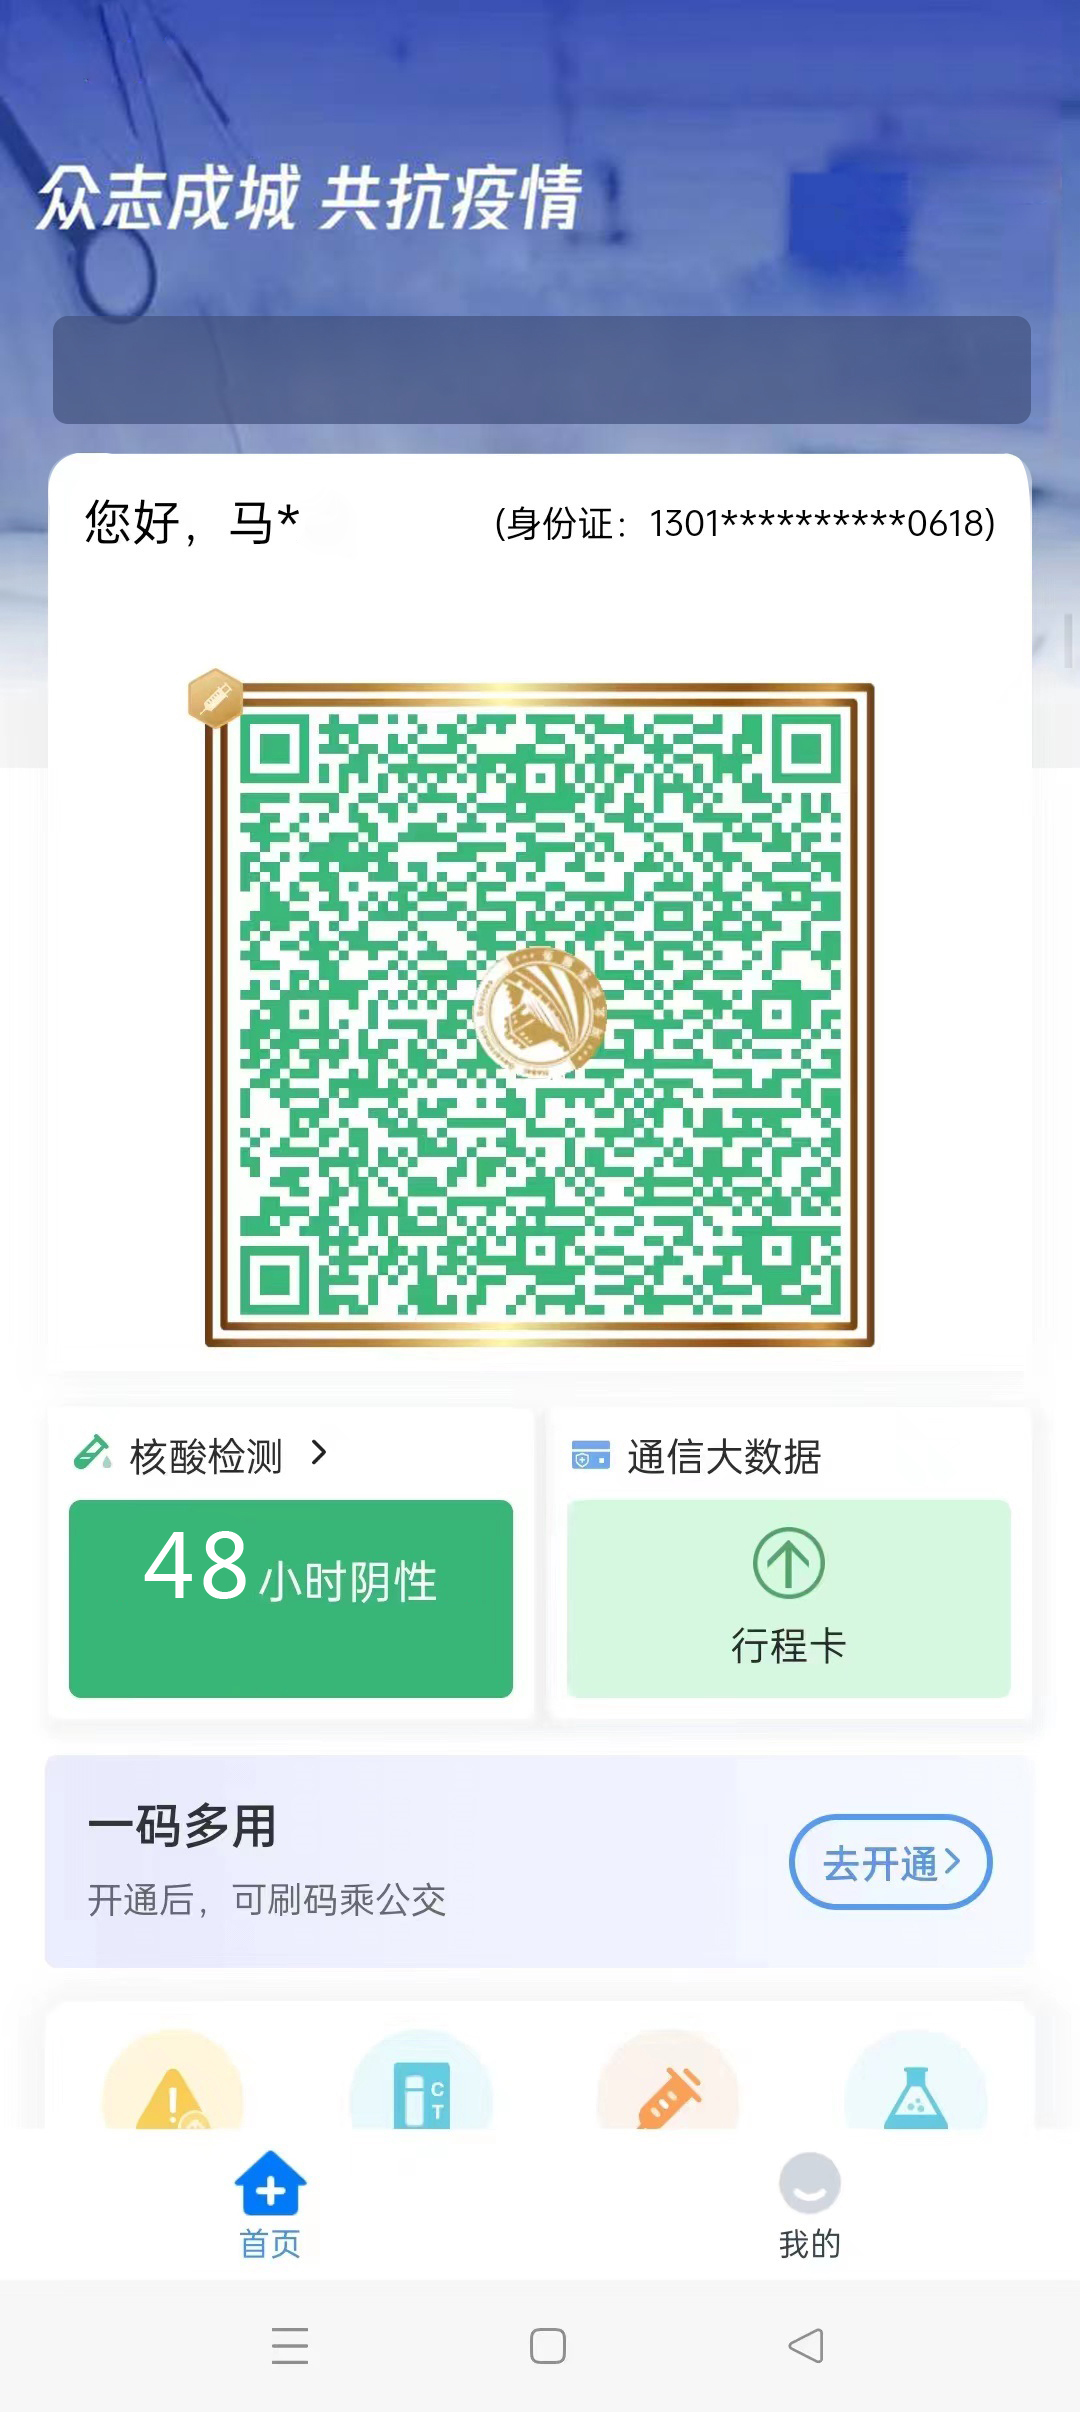 众志成城 共抗疫情
您好，马*
(身份证：1301**********0618)
核酸检测
通信大数据
48小时阴性
行程卡
一码多用
开通后，可刷码乘公交
去开通
C
T
首页
我的